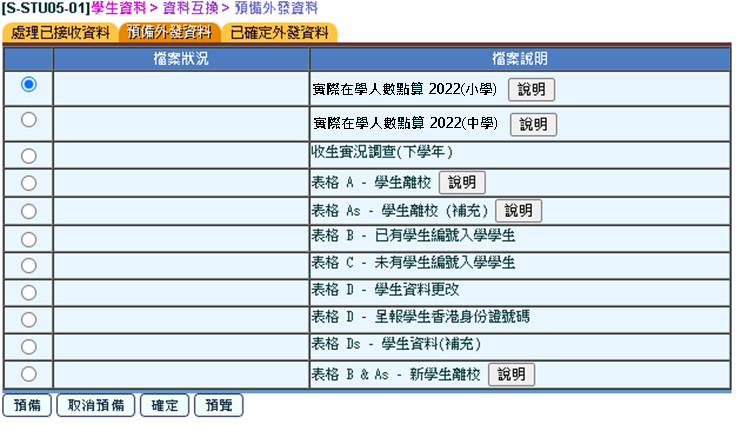 [S-STU05-01]學生資料 > 資料互換 > 預備外發資料
處理已接收資料 預備外發資料 已確定外發資料
檔案狀況 檔案說明
實際在學人數點算 2022(小學) 說明
實際在學人數點算 2022(中學) 說明
收生實況調查(下學年)
表格 A - 學生離校 說明
表格 As - 學生離校 (補充) 說明
表格 B - 已有學生編號入學學生
表格 C - 未有學生編號入學學生
表格 D - 學生資料更改
表格 D - 呈報學生香港身份證號碼
表格 Ds - 學生資料(補充)
表格 B & As - 新學生離校 說明
預備 取消預備 確定 預覽